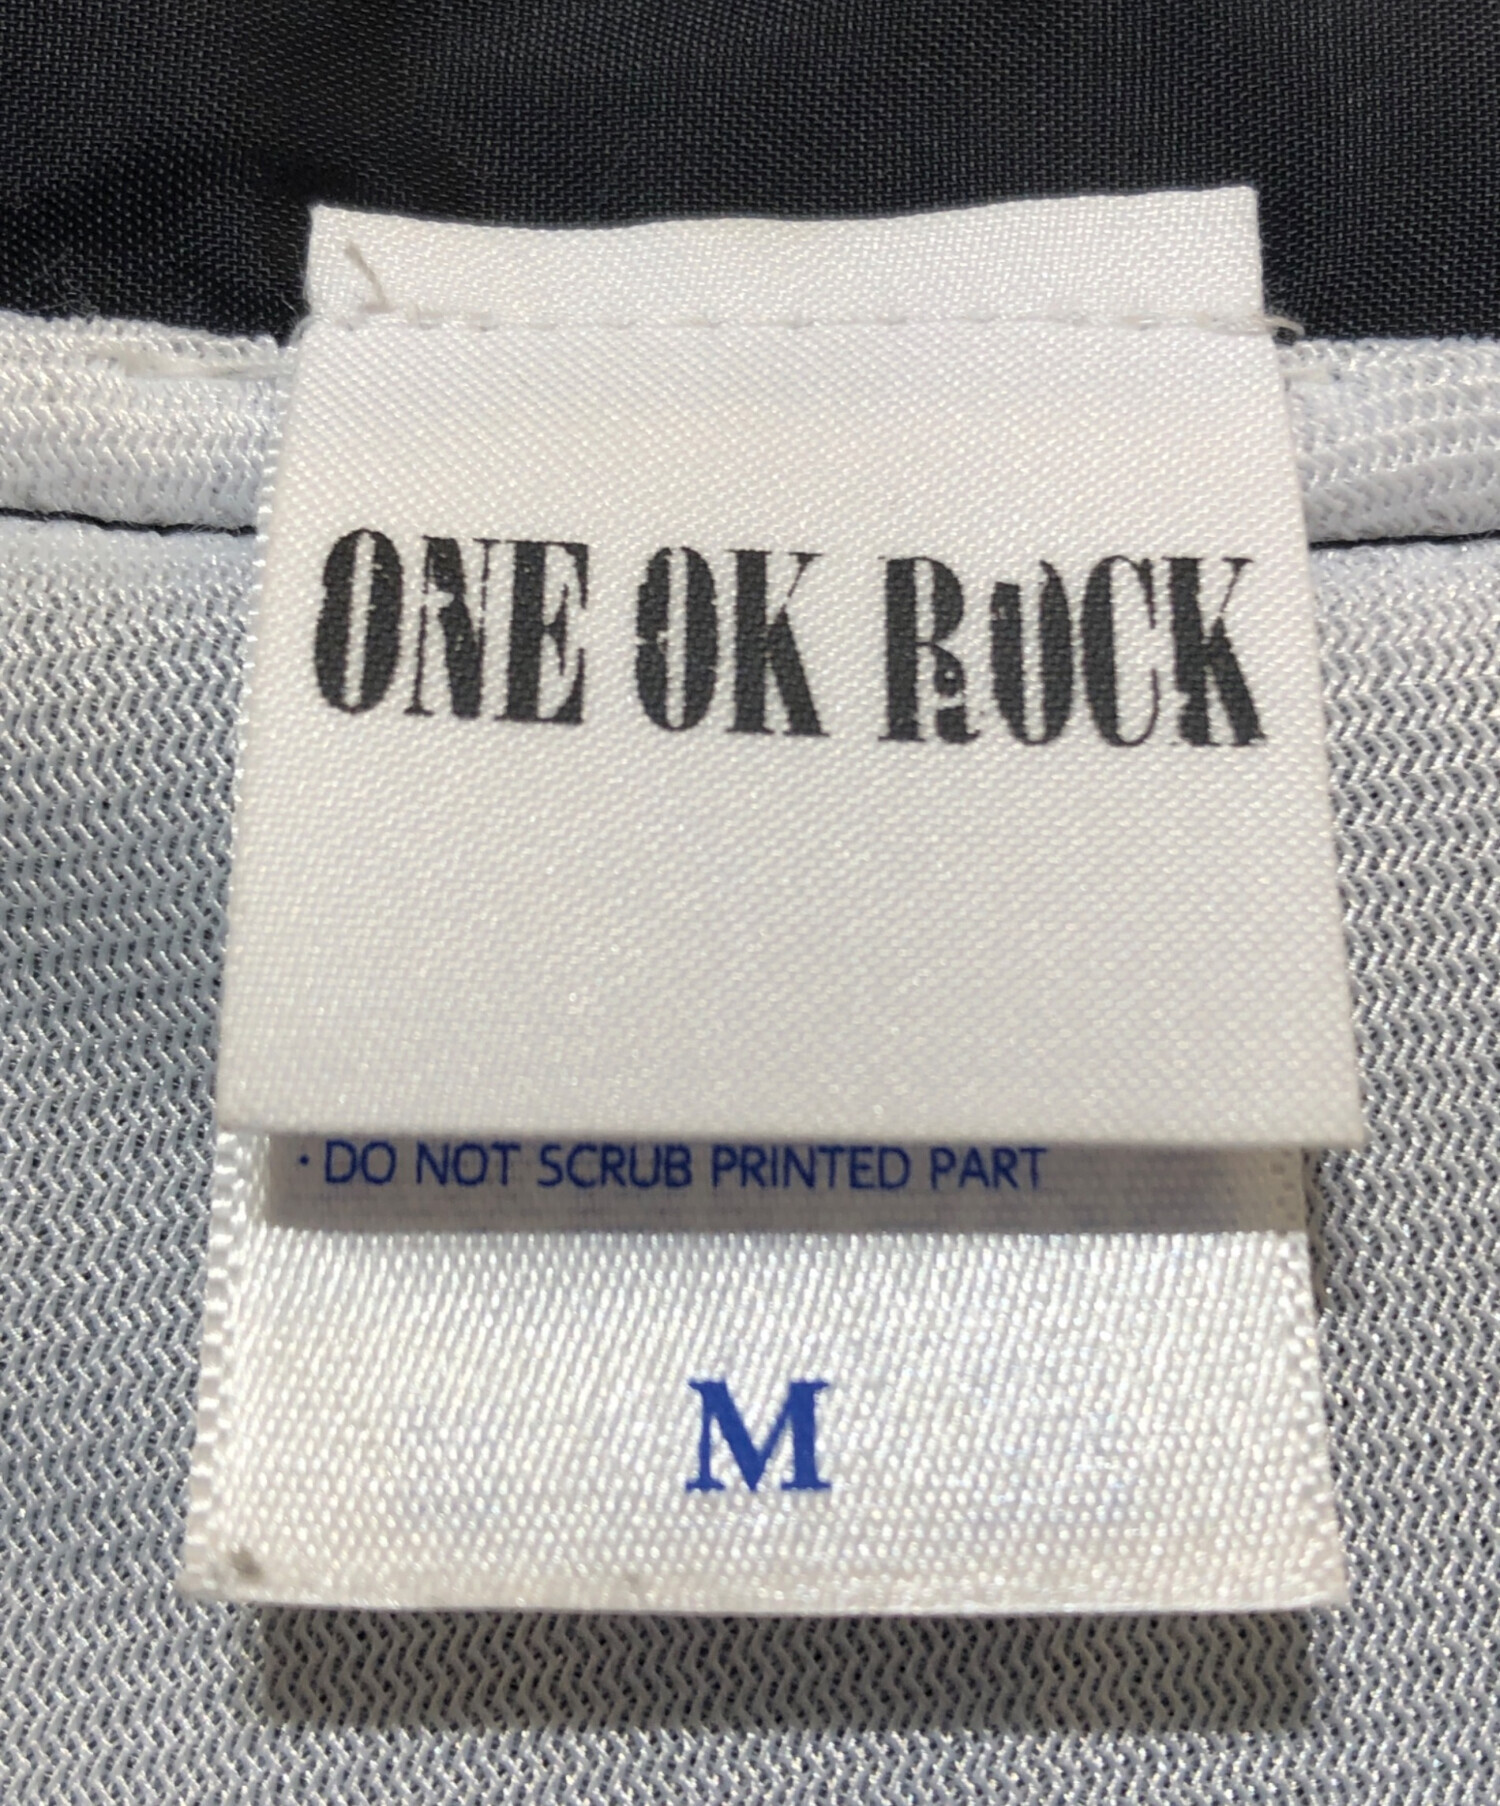 ONE OK ROCK
・DO NOT SCRUB PRINTED PART
M